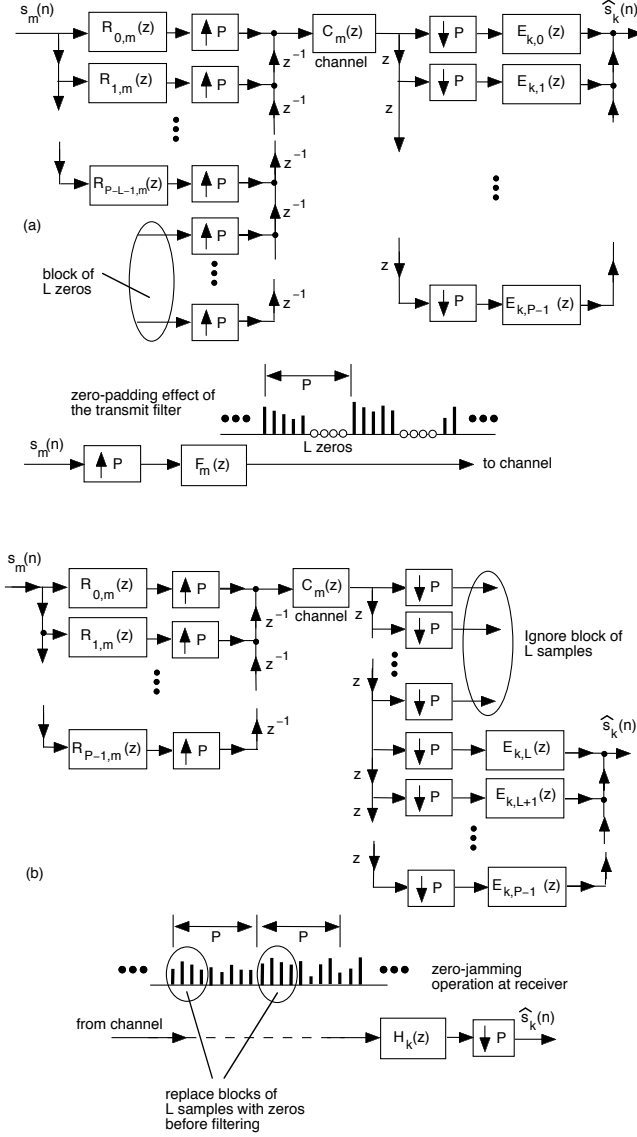 s_m(n)
R_{0,m}(z)
P
z^{-1}
C_m(z)
channel
z
P
E_{k,0}(z)
ŝ_k(n)
R_{1,m}(z)
P
z^{-1}
z
P
E_{k,1}(z)
z^{-1}
R_{P–L–1,m}(z)
P
z^{-1}
(a)
P
block of
L zeros
z^{-1}
P
z
P
E_{k,P–1}(z)
zero-padding effect of
the transmit filter
P
L zeros
s_m(n)
P
F_m(z)
to channel
s_m(n)
R_{0,m}(z)
P
z^{-1}
C_m(z)
channel
z
P
R_{1,m}(z)
P
z^{-1}
P
Ignore block of
L samples
z
P
R_{P–1,m}(z)
P
z^{-1}
P
E_{k,L}(z)
ŝ_k(n)
z
P
E_{k,L+1}(z)
z
z
P
E_{k,P–1}(z)
(b)
P
P
zero-jamming
operation at receiver
from channel
H_k(z)
P
ŝ_k(n)
replace blocks of
L samples with zeros
before filtering